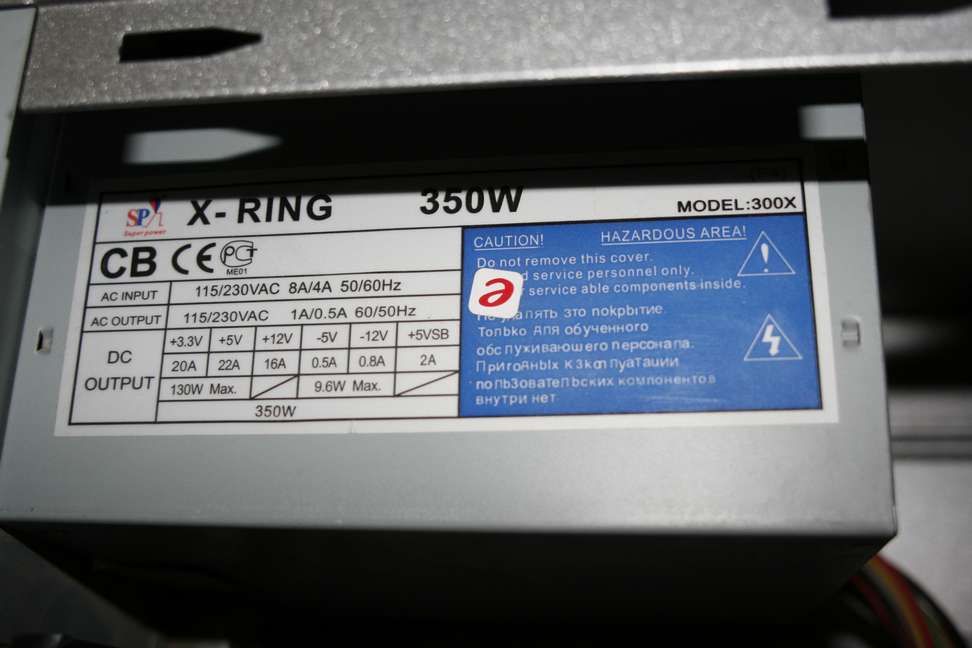 SP
Super power
X-RING 350W
MODEL:300X
CB CE РСТ
ME01
AC INPUT 115/230VAC 8A/4A 50/60Hz
AC OUTPUT 115/230VAC 1A/0.5A 60/50Hz
DC OUTPUT
+3.3V +5V +12V -5V -12V +5VSB
20A 22A 16A 0.5A 0.8A 2A
130W Max. 9.6W Max.
350W
CAUTION! HAZARDOUS AREA!
Do not remove this cover.
service personnel only.
service able components inside.
удалять это покрытие
Только для обученного
обслуживающего персонала.
Пригодных к эксплуатации
пользовательских компонентов
внутри нет